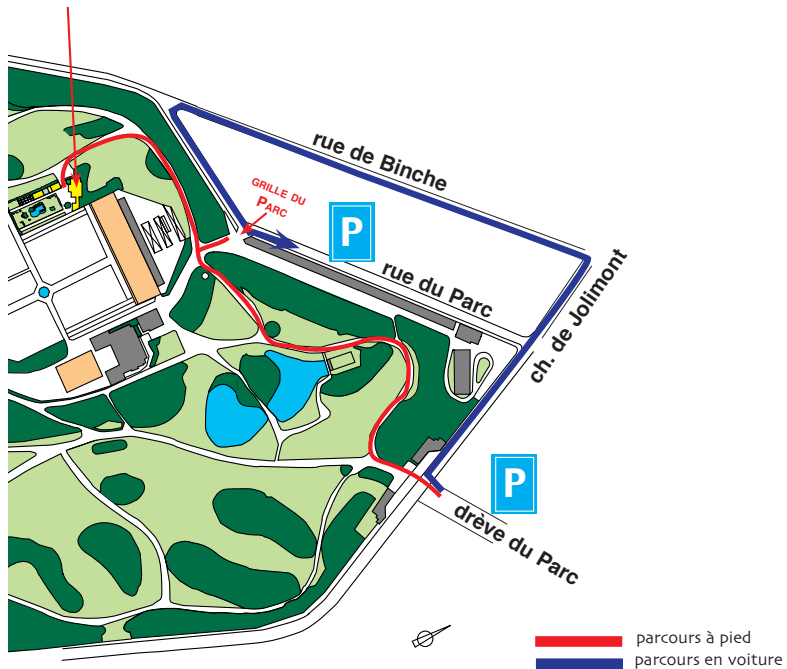 rue de Binche
GRILLE DU
PARC
P
rue du Parc
ch. de Jolimont
P
drève du Parc
parcours à pied
parcours en voiture